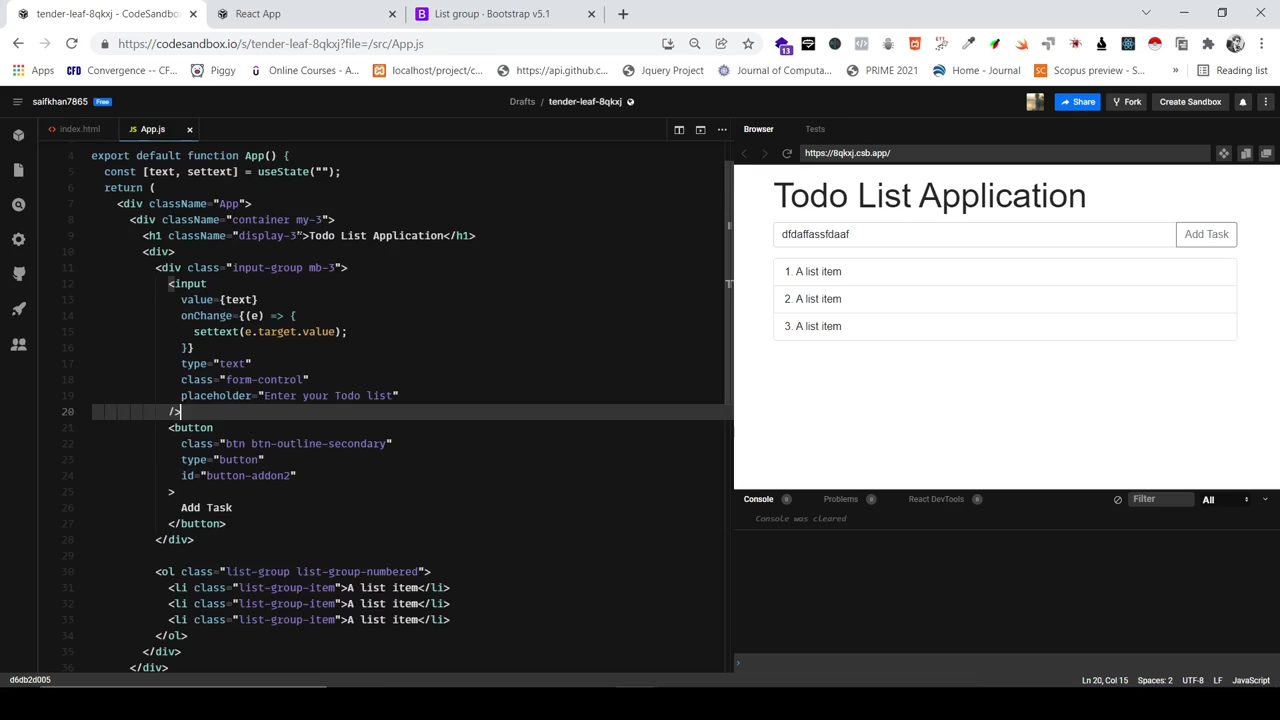 tender-leaf-8qkxj - CodeSandbox
React App
List group · Bootstrap v5.1
https://codesandbox.io/s/tender-leaf-8qkxj?file=/src/App.js
13
Apps
CFD Convergence -- CF...
Piggy
U Online Courses - A...
localhost/project/c...
https://api.github.c...
Jquery Project
Journal of Computa...
PRIME 2021
Home - Journal
SC Scopus preview - S...
»
Reading list
saifkhan7865 Free
Drafts / tender-leaf-8qkxj
Share
Fork
Create Sandbox
index.html
JS App.js
Browser
Tests
https://8qkxj.csb.app/
4 export default function App() {
5 const [text, settext] = useState("");
6 return (
7 <div className="App">
8 <div className="container my-3">
9 <h1 className="display-3">Todo List Application</h1>
10 <div>
11 <div class="input-group mb-3">
12 <input
13 value={text}
14 onChange={(e) => {
15 settext(e.target.value);
16 }}
17 type="text"
18 class="form-control"
19 placeholder="Enter your Todo list"
20 />
21 <button
22 class="btn btn-outline-secondary"
23 type="button"
24 id="button-addon2"
25 >
26 Add Task
27 </button>
28 </div>
29
30 <ol class="list-group list-group-numbered">
31 <li class="list-group-item">A list item</li>
32 <li class="list-group-item">A list item</li>
33 <li class="list-group-item">A list item</li>
34 </ol>
35 </div>
36 </div>
Todo List Application
dfdaffassfdaaf
Add Task
1. A list item
2. A list item
3. A list item
Console 0
Problems 0
React DevTools 0
Filter
All
Console was cleared
d6db2d005
Ln 20, Col 15
Spaces: 2
UTF-8
LF
JavaScript